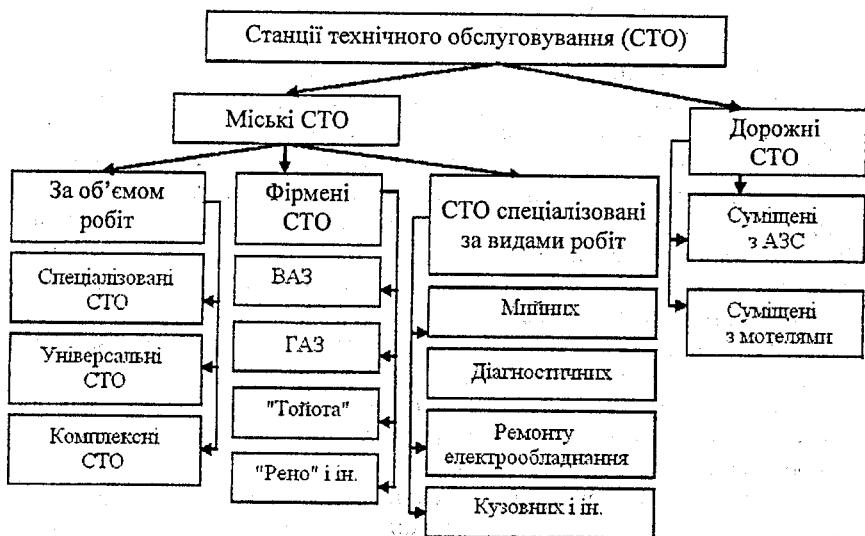 Станції технічного обслуговування (СТО)
Міські СТО
Дорожні
СТО
За об’ємом
робіт
Фірмені
СТО
СТО спеціалізовані
за видами робіт
Суміщені
з АЗС
Спеціалізовані
СТО
ВАЗ
Мийних
Суміщені
з мотелями
Універсальні
СТО
ГАЗ
Діагностичних
Комплексні
СТО
"Тойота"
Ремонту
електрообладнання
"Рено" і ін.
Кузовних і ін.